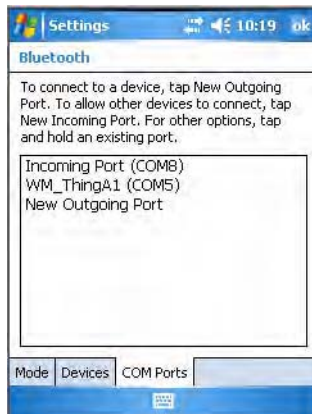 Settings 10:19 ok
Bluetooth
To connect to a device, tap New Outgoing
Port. To allow other devices to connect, tap
New Incoming Port. For other options, tap
and hold an existing port.
Incoming Port (COM8)
WM_ThingA1 (COM5)
New Outgoing Port
Mode Devices COM Ports